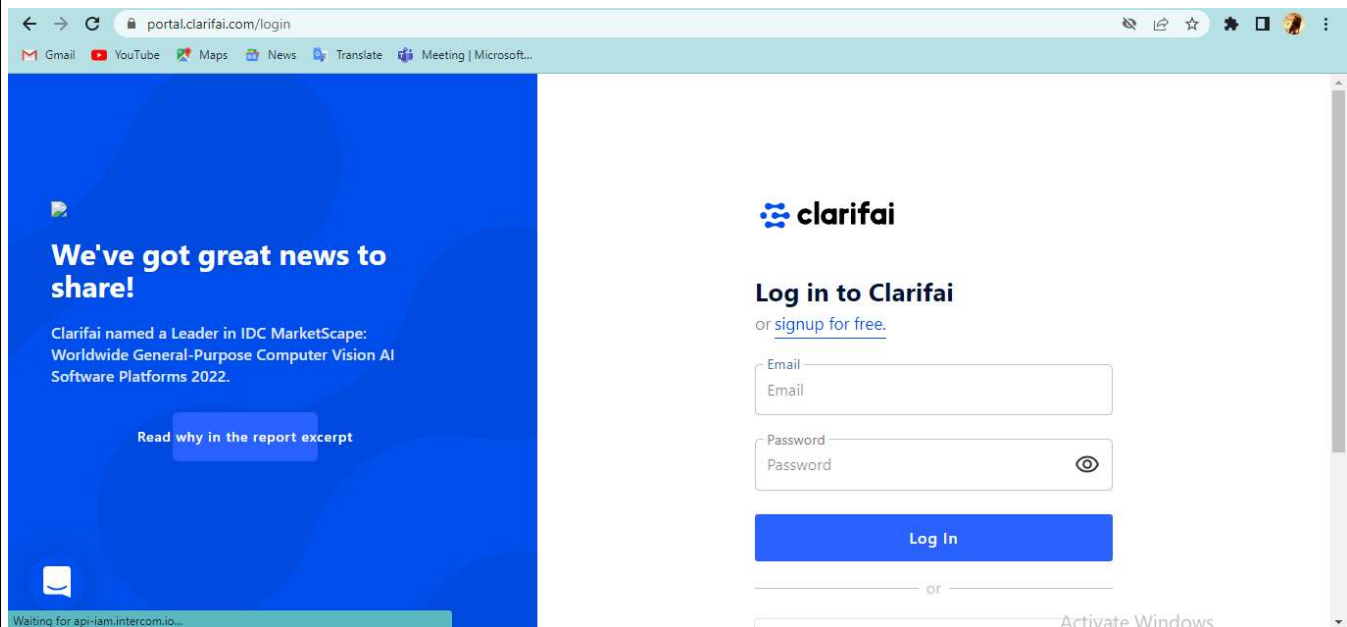 portal.clarifai.com/login
Gmail YouTube Maps News Translate Meeting | Microsoft...
We've got great news to
share!
Clarifai named a Leader in IDC MarketScape:
Worldwide General-Purpose Computer Vision AI
Software Platforms 2022.
Read why in the report excerpt
Waiting for api-iam.intercom.io...
clarifai
Log in to Clarifai
or signup for free.
Email
Email
Password
Password
Log In
or
Activate Windows